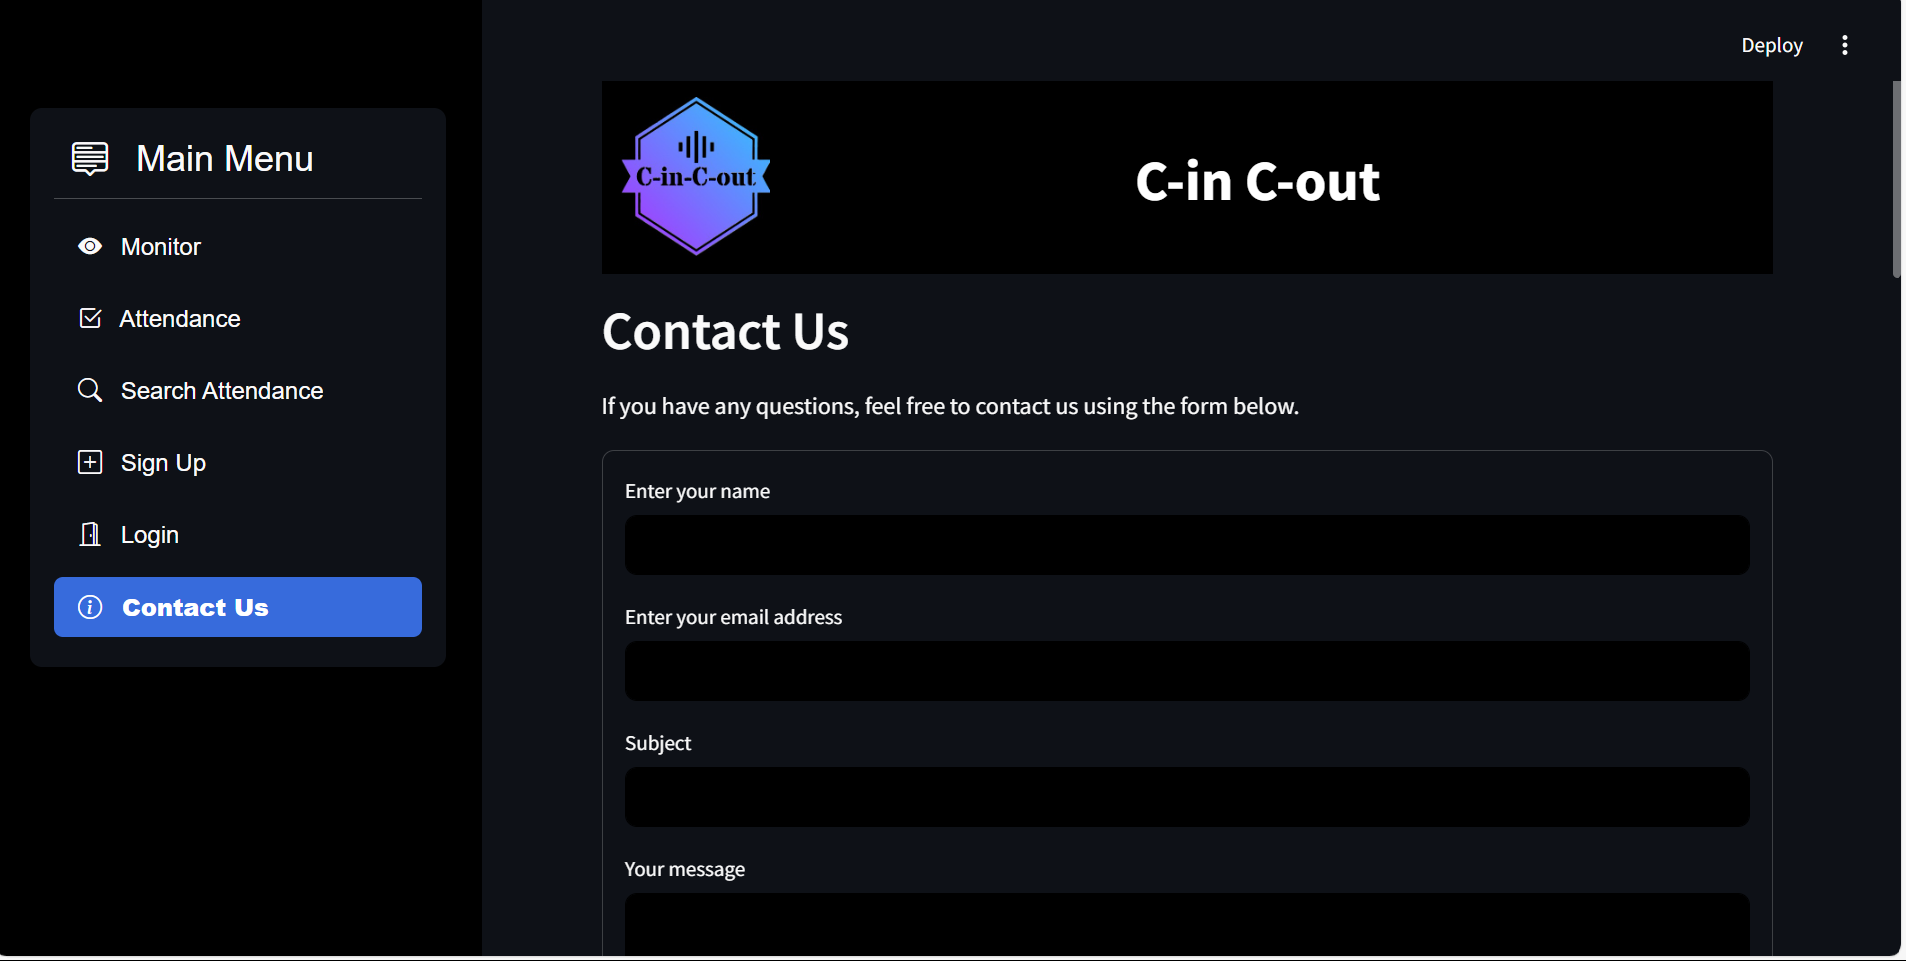 Deploy
Main Menu
Monitor
Attendance
Search Attendance
Sign Up
Login
Contact Us
C-in-C-out
C-in C-out
Contact Us
If you have any questions, feel free to contact us using the form below.
Enter your name
Enter your email address
Subject
Your message